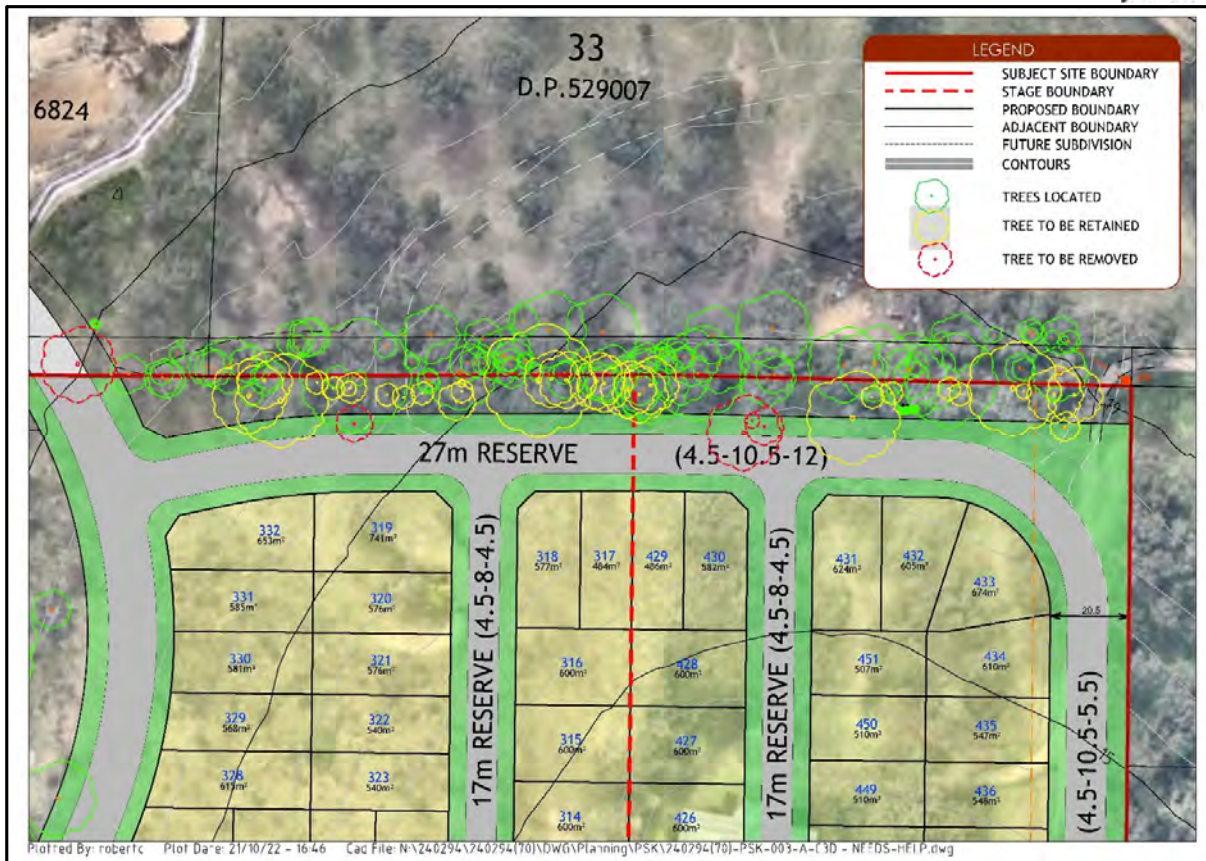 33
D.P.529007
6824
LEGEND
SUBJECT SITE BOUNDARY
STAGE BOUNDARY
PROPOSED BOUNDARY
ADJACENT BOUNDARY
FUTURE SUBDIVISION
CONTOURS
TREES LOCATED
TREE TO BE RETAINED
TREE TO BE REMOVED
27m RESERVE (4.5-10.5-12)
332
653m²
319
741m²
331
585m²
320
576m²
330
581m²
321
576m²
329
568m²
322
540m²
328
615m²
323
540m²
17m RESERVE (4.5-8-4.5)
318
577m²
317
484m²
429
486m²
430
582m²
316
600m²
428
600m²
315
600m²
427
600m²
314
600m²
426
600m²
17m RESERVE (4.5-8-4.5)
431
624m²
432
605m²
433
674m²
451
507m²
434
610m²
450
510m²
435
547m²
449
510m²
436
548m²
20.5
15
(4.5-10.5-5.5)
Plotted By: robertc Plot Date: 21/10/22 - 16:46 Cad File: N:\240294\240294(70)\DWG\Planning\PSK\240294(70)-PSK-003-A-C3D - NEEDS-HELP.dwg